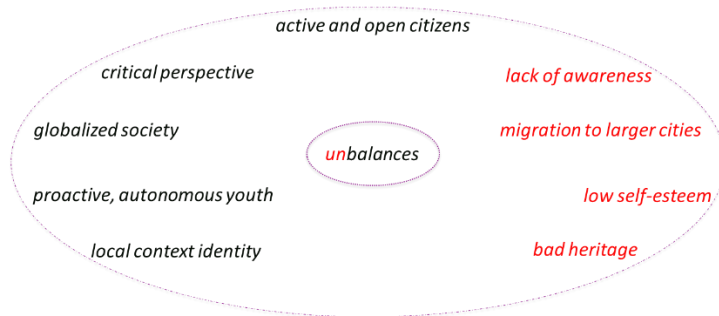 active and open citizens
critical perspective
lack of awareness
globalized society
migration to larger cities
unbalances
proactive, autonomous youth
low self-esteem
local context identity
bad heritage